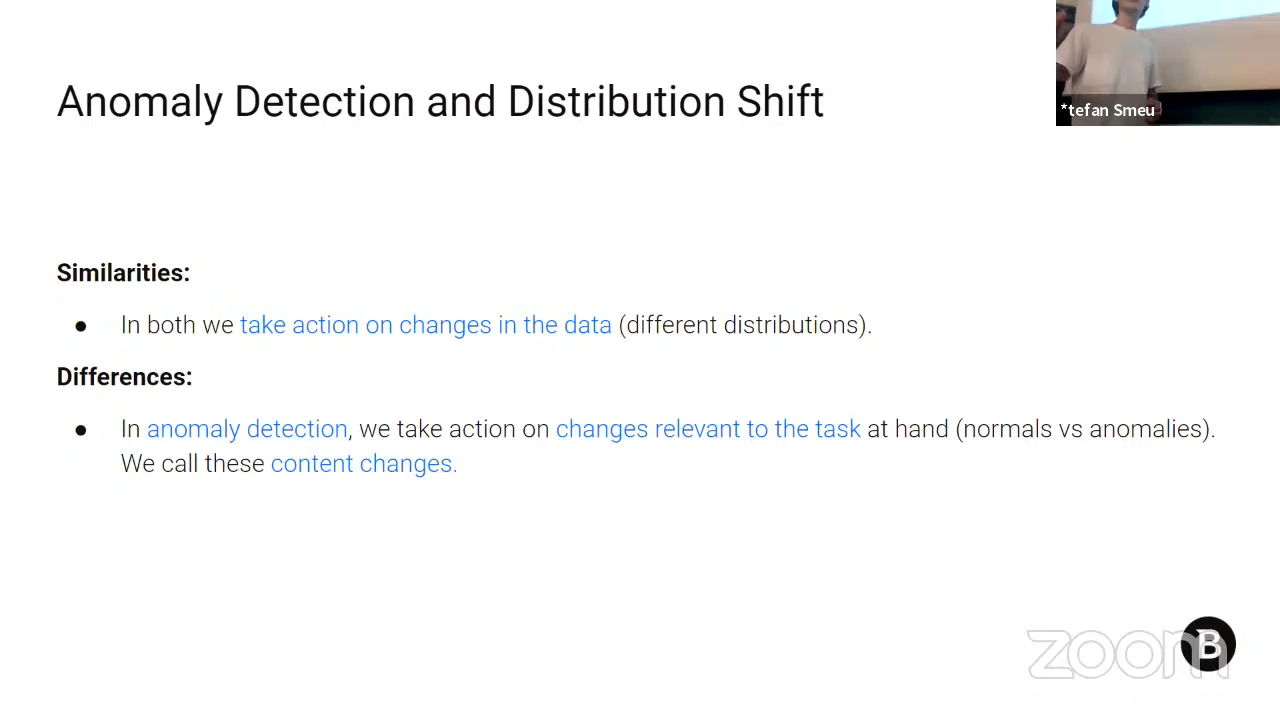 Anomaly Detection and Distribution Shift
*tefan Smeu
Similarities:
● In both we take action on changes in the data (different distributions).
Differences:
● In anomaly detection, we take action on changes relevant to the task at hand (normals vs anomalies).
We call these content changes.
B
zoom